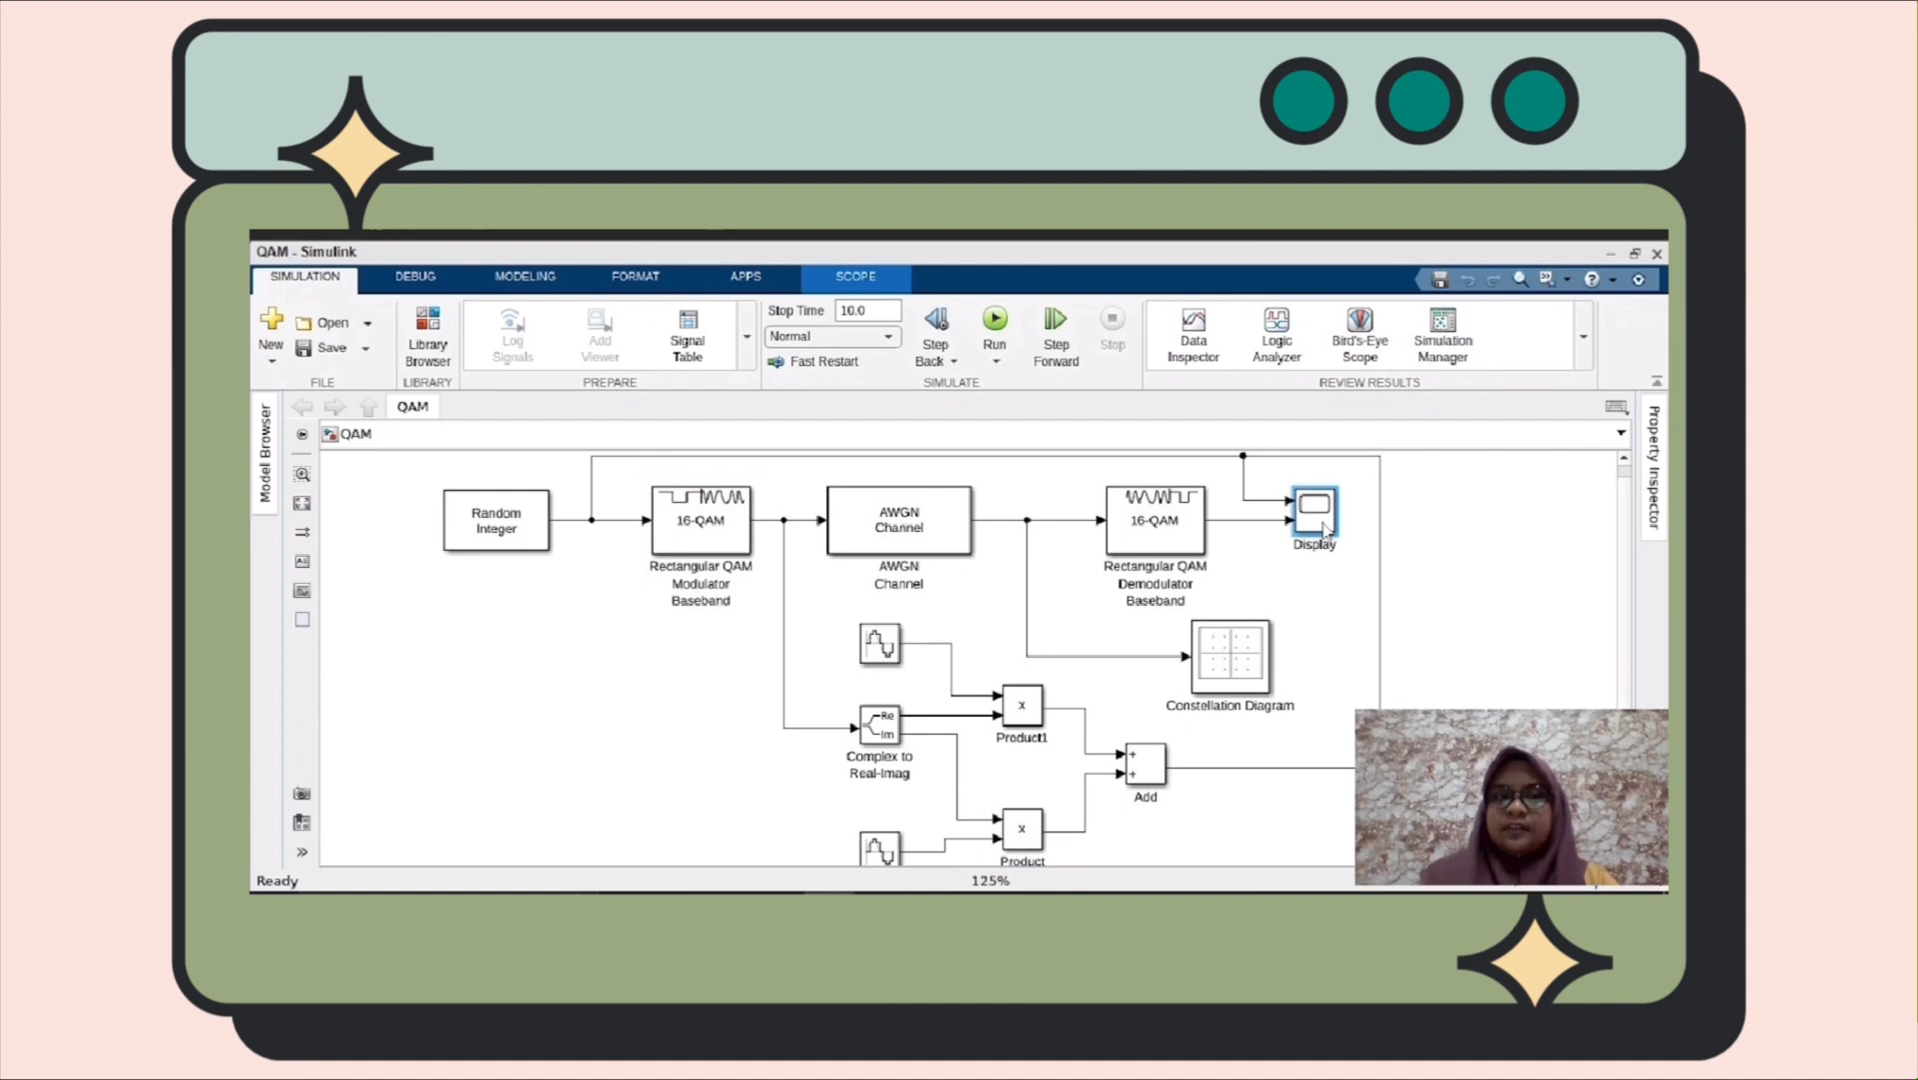 QAM - Simulink
SIMULATION
DEBUG
MODELING
FORMAT
APPS
SCOPE
New
Open
Save
FILE
Library
Browser
LIBRARY
Log
Signals
Add
Viewer
Signal
Table
PREPARE
Stop Time
10.0
Normal
Fast Restart
Step
Back
Run
Step
Forward
Stop
SIMULATE
Data
Inspector
Logic
Analyzer
Bird's-Eye
Scope
Simulation
Manager
REVIEW RESULTS
Model Browser
QAM
QAM
Property Inspector
Random
Integer
16-QAM
Rectangular QAM
Modulator
Baseband
AWGN
Channel
AWGN
Channel
16-QAM
Rectangular QAM
Demodulator
Baseband
Display
Constellation Diagram
Re
Im
Complex to
Real-Imag
x
Product1
+
+
Add
x
Product
Ready
125%